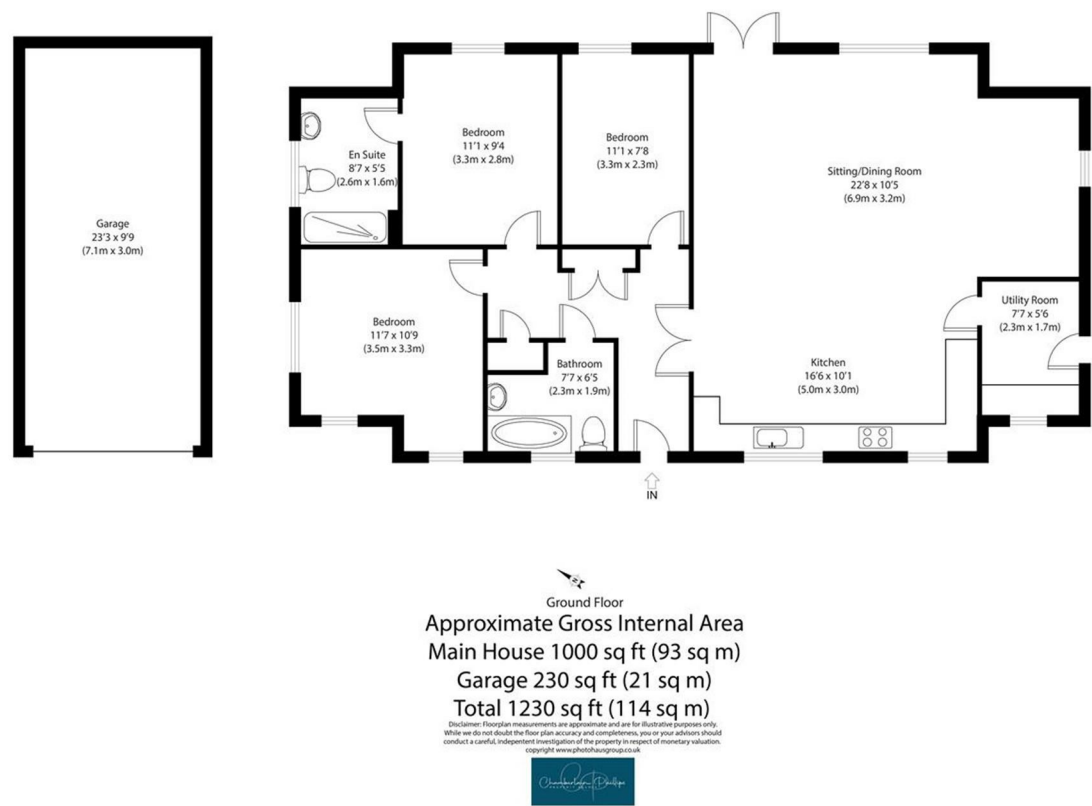 Garage
23'3 x 9'9
(7.1m x 3.0m)
En Suite
8'7 x 5'5
(2.6m x 1.6m)
Bedroom
11'1 x 9'4
(3.3m x 2.8m)
Bedroom
11'1 x 7'8
(3.3m x 2.3m)
Sitting/Dining Room
22'8 x 10'5
(6.9m x 3.2m)
Bedroom
11'7 x 10'9
(3.5m x 3.3m)
Bathroom
7'7 x 6'5
(2.3m x 1.9m)
Kitchen
16'6 x 10'1
(5.0m x 3.0m)
Utility Room
7'7 x 5'6
(2.3m x 1.7m)
IN
N
Ground Floor
Approximate Gross Internal Area
Main House 1000 sq ft (93 sq m)
Garage 230 sq ft (21 sq m)
Total 1230 sq ft (114 sq m)
Disclaimer: Floorplan measurements are approximate and are for illustrative purposes only.
While we do not doubt the floor plan accuracy and completeness, you or your advisors should
conduct a careful, independent investigation of the property in respect of monetary valuation.
copyright www.photohausgroup.co.uk
Chamberlain Phillips